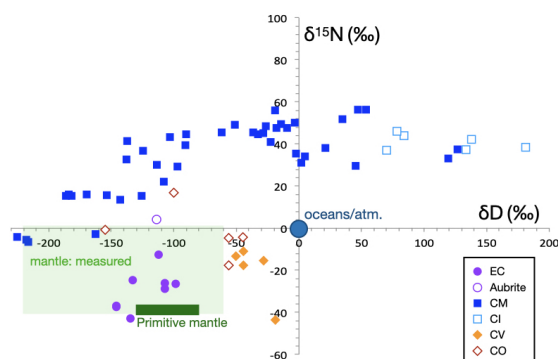 100
δ¹⁵N (‰)
80
60
40
20
oceans/atm.
δD (‰)
-200 -150 -100 -50 0 50 100 150 200
mantle: measured
-20
Primitive mantle
-40
-60
EC
Aubrite
CM
CI
CV
CO